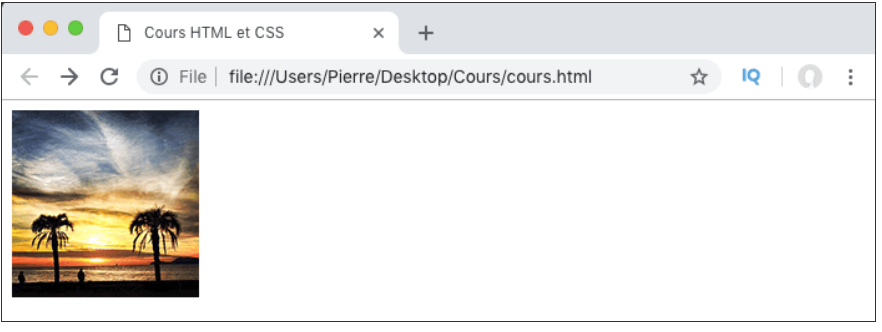 Cours HTML et CSS
File file:///Users/Pierre/Desktop/Cours/cours.html IQ